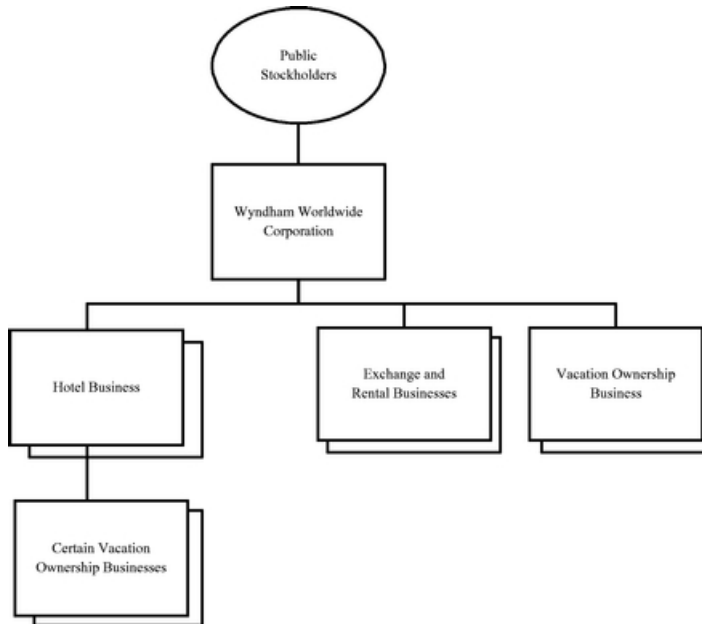 Public
Stockholders
Wyndham Worldwide
Corporation
Hotel Business
Exchange and
Rental Businesses
Vacation Ownership
Business
Certain Vacation
Ownership Businesses